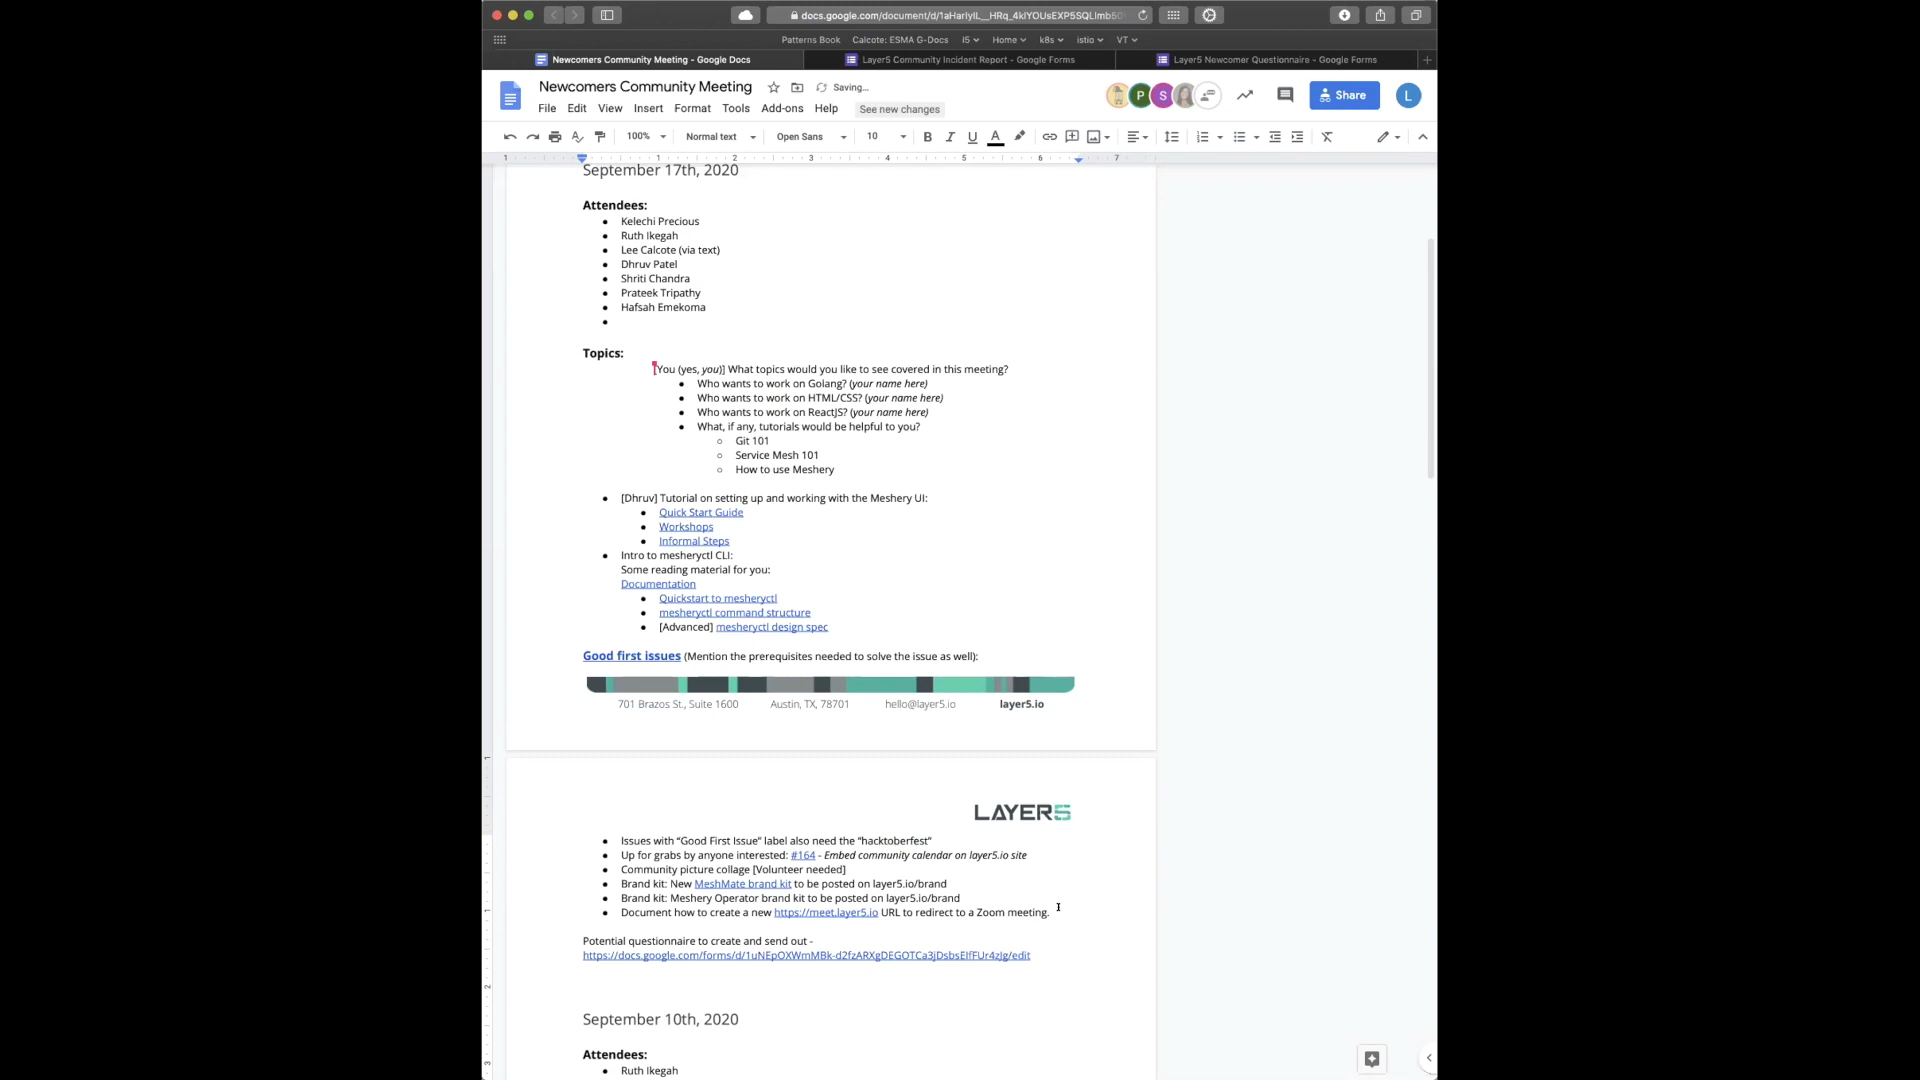 docs.google.com/document/d/1aHarIyIL__HRq_4kIYOUsEXP5SQLlmb5O
Patterns Book Calcote: ESMA G-Docs l5 Home k8s istio VT
Newcomers Community Meeting - Google Docs Layer5 Community Incident Report - Google Forms Layer5 Newcomer Questionnaire - Google Forms
Newcomers Community Meeting Saving...
P S Share L
File Edit View Insert Format Tools Add-ons Help See new changes
100% Normal text Open Sans 10 B I U A
1 1 2 3 4 5 6 7
September 17th, 2020
Attendees:
Kelechi Precious
Ruth Ikegah
Lee Calcote (via text)
Dhruv Patel
Shriti Chandra
Prateek Tripathy
Hafsah Emekoma
Topics:
[You (yes, you)] What topics would you like to see covered in this meeting?
Who wants to work on Golang? (your name here)
Who wants to work on HTML/CSS? (your name here)
Who wants to work on ReactJS? (your name here)
What, if any, tutorials would be helpful to you?
Git 101
Service Mesh 101
How to use Meshery
[Dhruv] Tutorial on setting up and working with the Meshery UI:
Quick Start Guide
Workshops
Informal Steps
Intro to mesheryctl CLI:
Some reading material for you:
Documentation
Quickstart to mesheryctl
mesheryctl command structure
[Advanced] mesheryctl design spec
Good first issues (Mention the prerequisites needed to solve the issue as well):
701 Brazos St., Suite 1600 Austin, TX, 78701 hello@layer5.io layer5.io
LAYER5
Issues with “Good First Issue” label also need the “hacktoberfest”
Up for grabs by anyone interested: #164 - Embed community calendar on layer5.io site
Community picture collage [Volunteer needed]
Brand kit: New MeshMate brand kit to be posted on layer5.io/brand
Brand kit: Meshery Operator brand kit to be posted on layer5.io/brand
Document how to create a new https://meet.layer5.io URL to redirect to a Zoom meeting.
Potential questionnaire to create and send out -
https://docs.google.com/forms/d/1uNEpOXWmMBk-d2fzARXgDEGOTCa3jDsbsEIfFUr4zJg/edit
September 10th, 2020
Attendees:
Ruth Ikegah